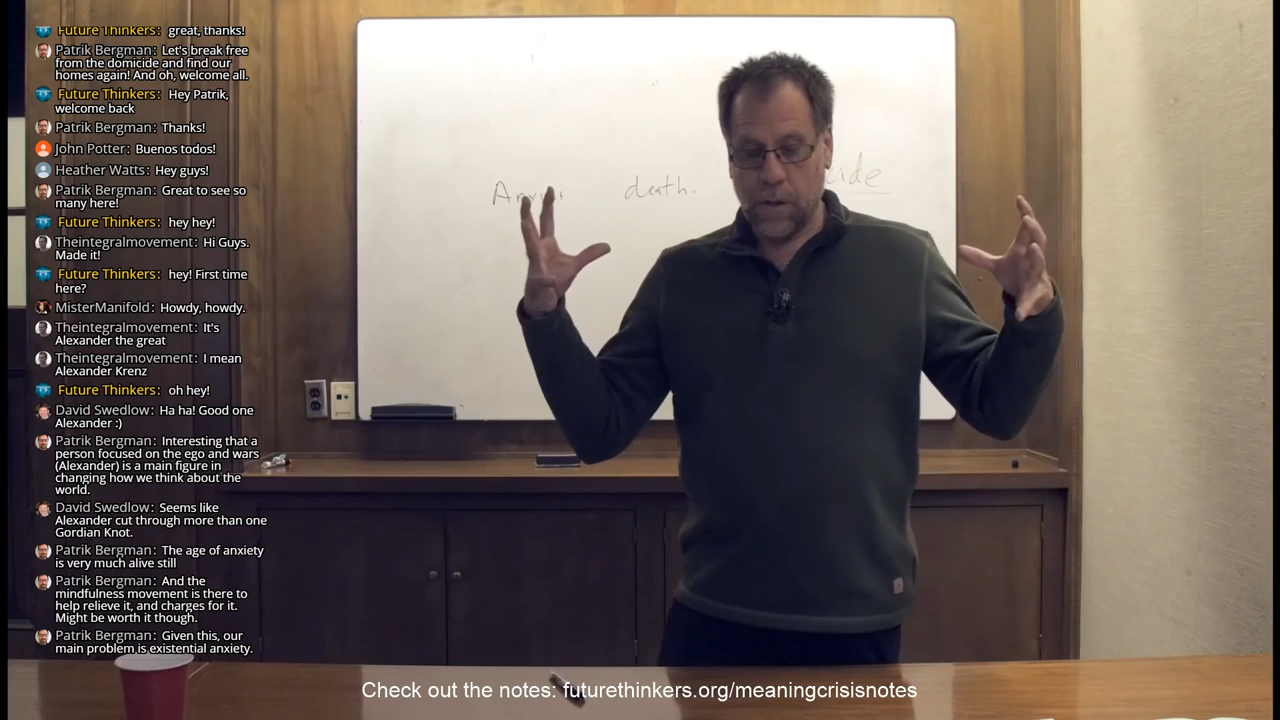 Future Thinkers: great, thanks!
Patrik Bergman: Let's break free
from the domicide and find our
homes again! And oh, welcome all.
Future Thinkers: Hey Patrik,
welcome back
Patrik Bergman: Thanks!
John Potter: Buenos todos!
Heather Watts: Hey guys!
Patrik Bergman: Great to see so
many here!
Future Thinkers: hey hey!
Theintegralmovement: Hi Guys.
Made it!
Future Thinkers: hey! First time
here?
MisterManifold: Howdy, howdy.
Theintegralmovement: It's
Alexander the great
Theintegralmovement: I mean
Alexander Krenz
Future Thinkers: oh hey!
David Swedlow: Ha ha! Good one
Alexander :)
Patrik Bergman: Interesting that a
person focused on the ego and wars
(Alexander) is a main figure in
changing how we think about the
world.
David Swedlow: Seems like
Alexander cut through more than one
Gordian Knot.
Patrik Bergman: The age of anxiety
is very much alive still
Patrik Bergman: And the
mindfulness movement is there to
help relieve it, and charges for it.
Might be worth it though.
Patrik Bergman: Given this, our
main problem is existential anxiety.
death. cide
Check out the notes: futurethinkers.org/meaningcrisisnotes